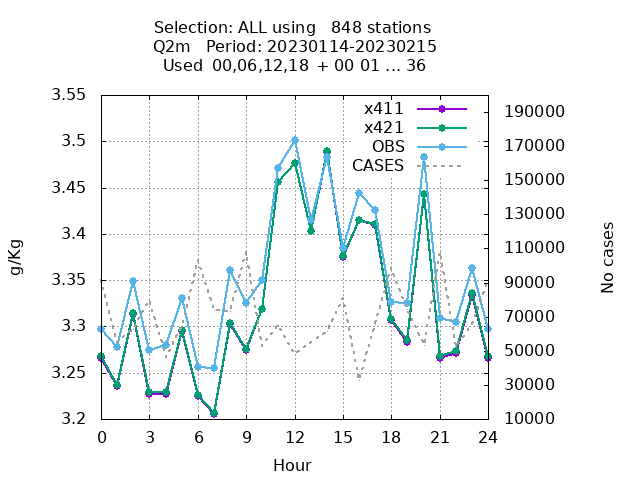 Selection: ALL using   848 stations
Q2m   Period: 20230114-20230215
Used  00,06,12,18 + 00 01 ... 36
x411
x421
OBS
CASES
3.55
3.5
3.45
3.4
3.35
3.3
3.25
3.2
190000
170000
150000
130000
110000
90000
70000
50000
30000
10000
g/Kg
No cases
0 3 6 9 12 15 18 21 24
Hour